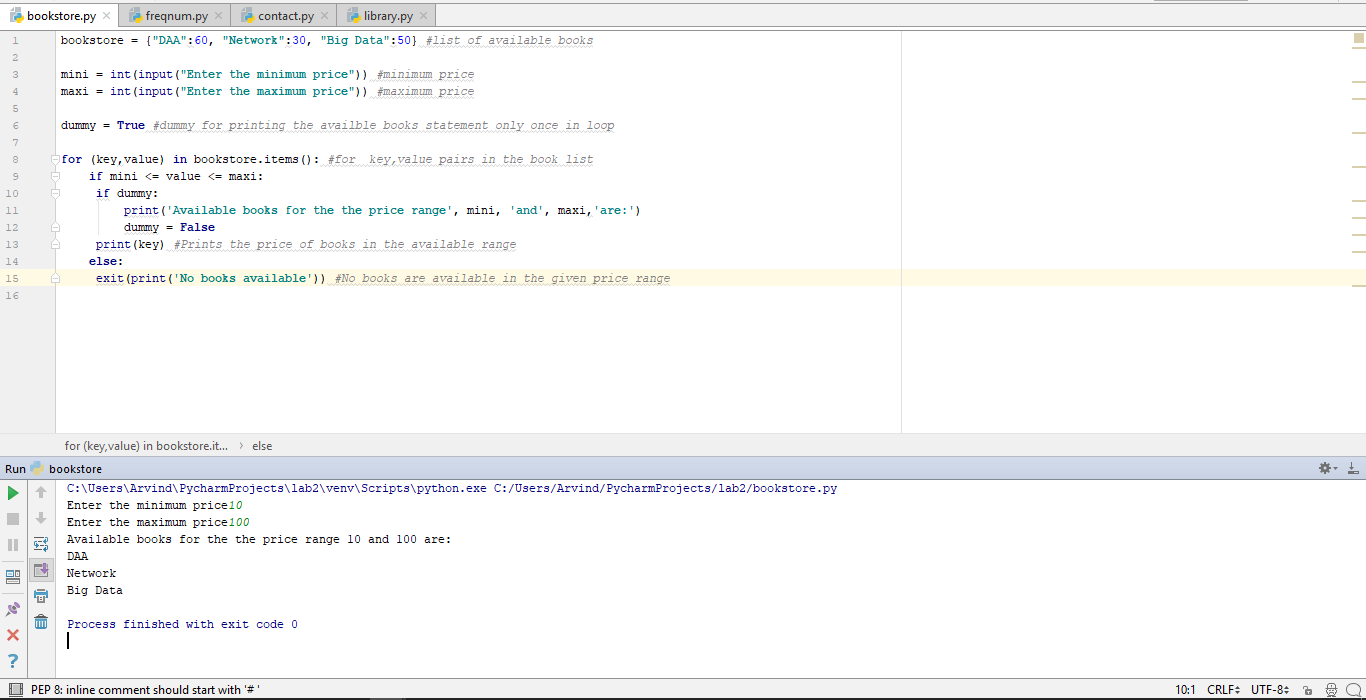 bookstore.py freqnum.py contact.py library.py
1 bookstore = {"DAA":60, "Network":30, "Big Data":50} #list of available books
2
3 mini = int(input("Enter the minimum price")) #minimum price
4 maxi = int(input("Enter the maximum price")) #maximum price
5
6 dummy = True #dummy for printing the availble books statement only once in loop
7
8 for (key,value) in bookstore.items(): #for  key,value pairs in the book list
9     if mini <= value <= maxi:
10      if dummy:
11          print('Available books for the the price range', mini, 'and', maxi,'are:')
12          dummy = False
13      print(key) #Prints the price of books in the available range
14     else:
15      exit(print('No books available')) #No books are available in the given price range
16
for (key,value) in bookstore.it... › else
Run bookstore
C:\Users\Arvind\PycharmProjects\lab2\venv\Scripts\python.exe C:/Users/Arvind/PycharmProjects/lab2/bookstore.py
Enter the minimum price10
Enter the maximum price100
Available books for the the price range 10 and 100 are:
DAA
Network
Big Data
Process finished with exit code 0
PEP 8: inline comment should start with '# ' 10:1 CRLF UTF-8